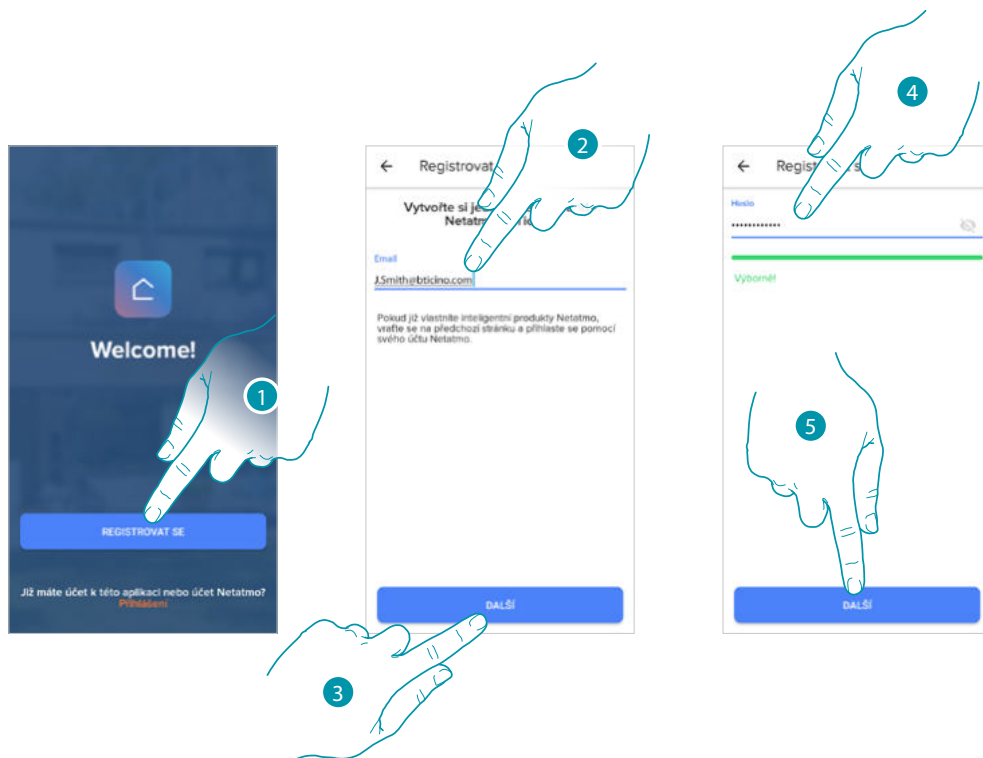 Welcome!
REGISTROVAT SE
Již máte účet k této aplikaci nebo účet Netatmo?
Přihlášení
1
← Registrovat
Vytvořte si
Email
J.Smith@bticino.com
Pokud již vlastníte inteligentní produkty Netatmo,
vraťte se na předchozí stránku a přihlaste se pomocí
svého účtu Netatmo.
DALŠÍ
2
3
←
Heslo
••••••••••••
Výborně!
DALŠÍ
4
5